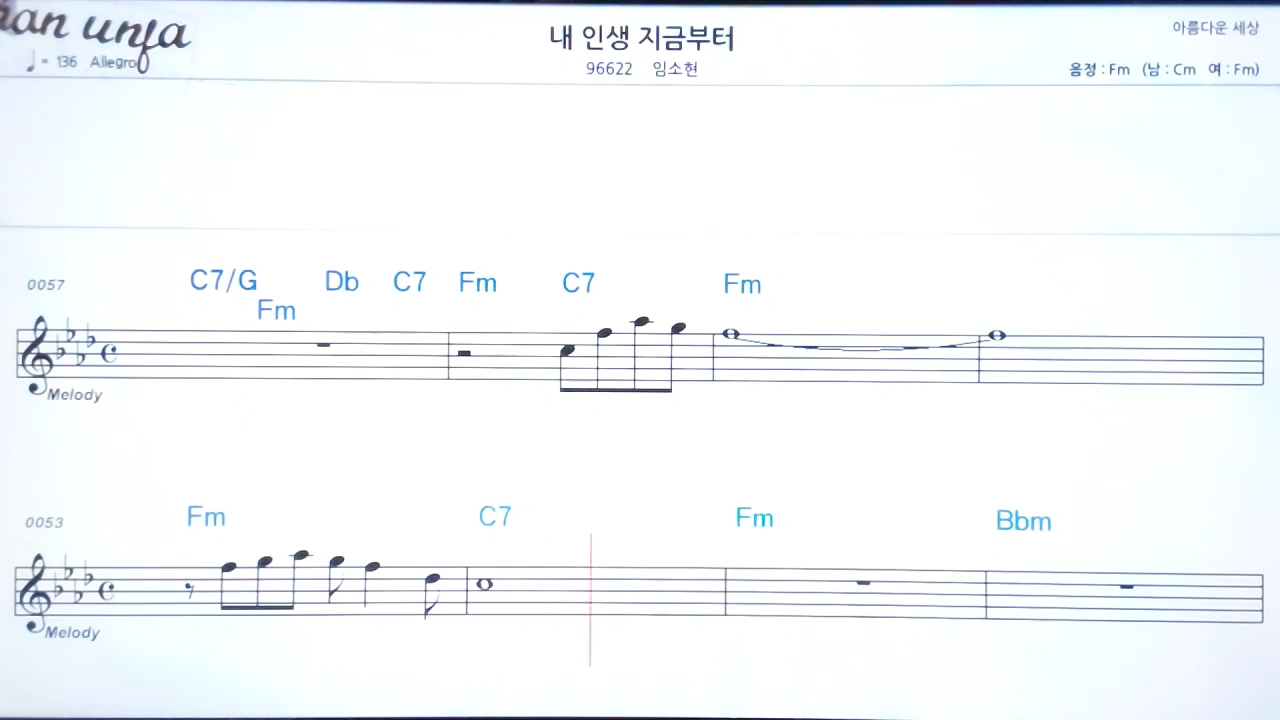 내 인생 지금부터
아름다운 세상
♩= 136 Allegro
96622 임소현
음정 : Fm (남 : Cm 여 : Fm)
0057 C7/G Fm Db C7 Fm C7 Fm
Melody
0053 Fm C7 Fm Bbm
Melody